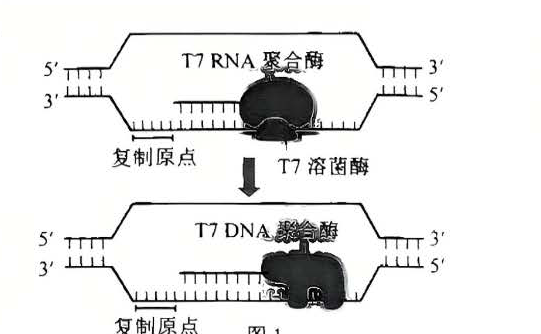 T7 RNA 聚合酶
5′ 3′
3′ 5′
复制原点
T7 溶菌酶
T7 DNA 聚合酶
5′ 3′
3′ 5′
复制原点
图 1